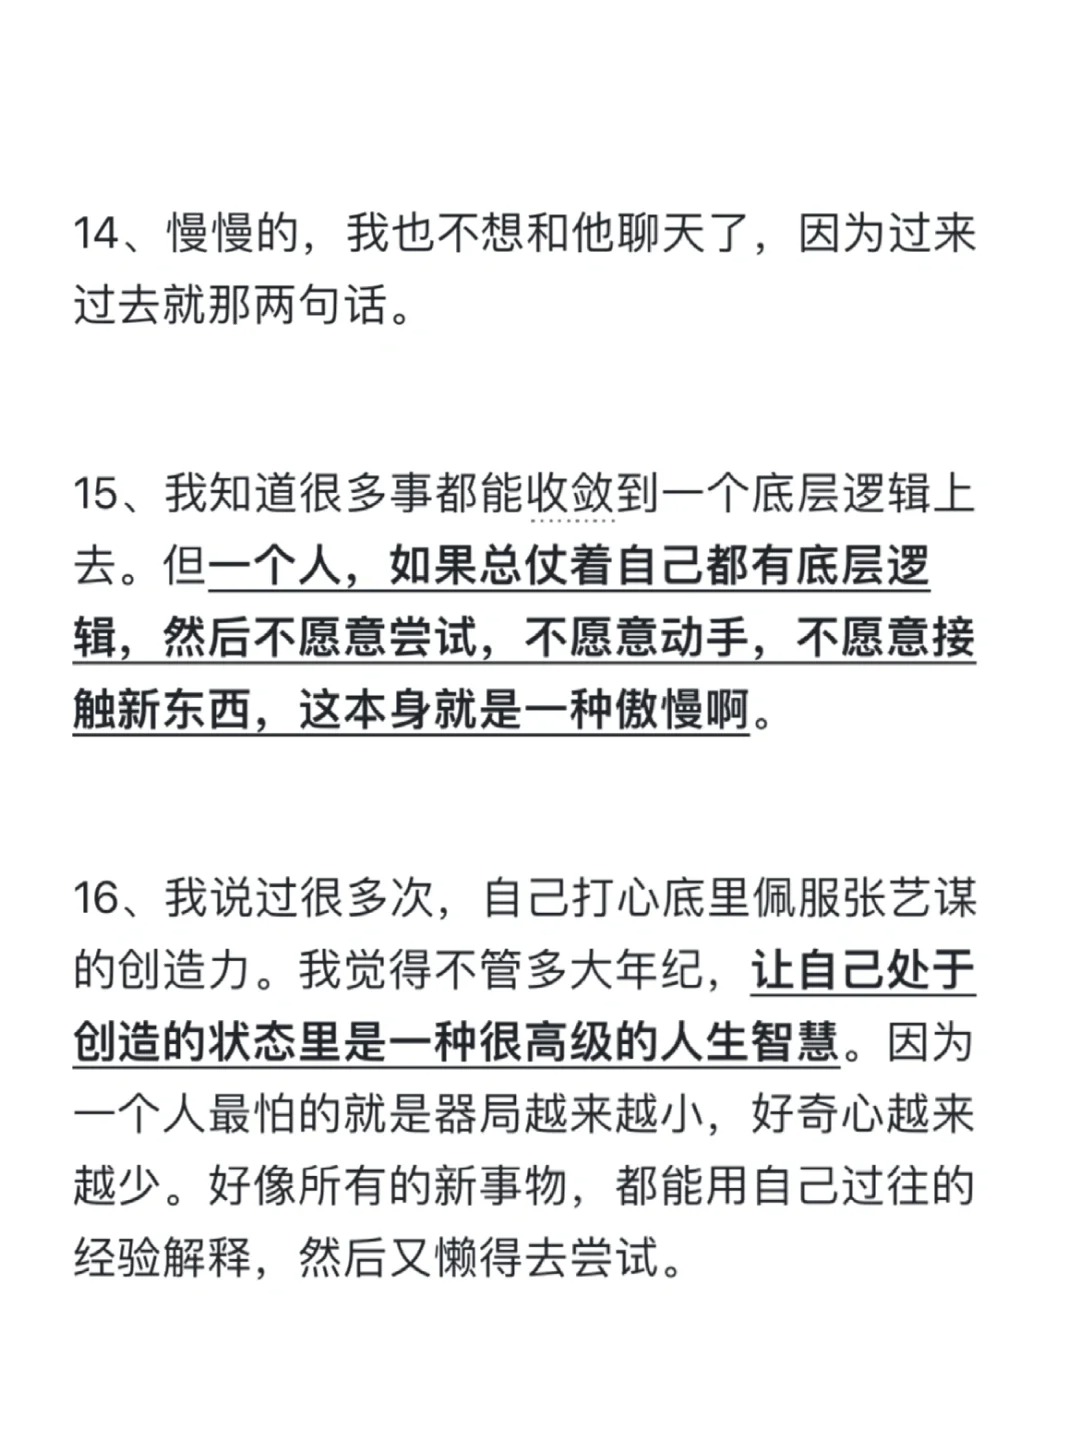 14、慢慢的，我也不想和他聊天了，因为过来
过去就那两句话。
15、我知道很多事都能收敛到一个底层逻辑上
去。但一个人，如果总仗着自己都有底层逻
辑，然后不愿意尝试，不愿意动手，不愿意接
触新东西，这本身就是一种傲慢啊。
16、我说过很多次，自己打心底里佩服张艺谋
的创造力。我觉得不管多大年纪，让自己处于
创造的状态里是一种很高级的人生智慧。因为
一个人最怕的就是器局越来越小，好奇心越来
越少。好像所有的新事物，都能用自己过往的
经验解释，然后又懒得去尝试。